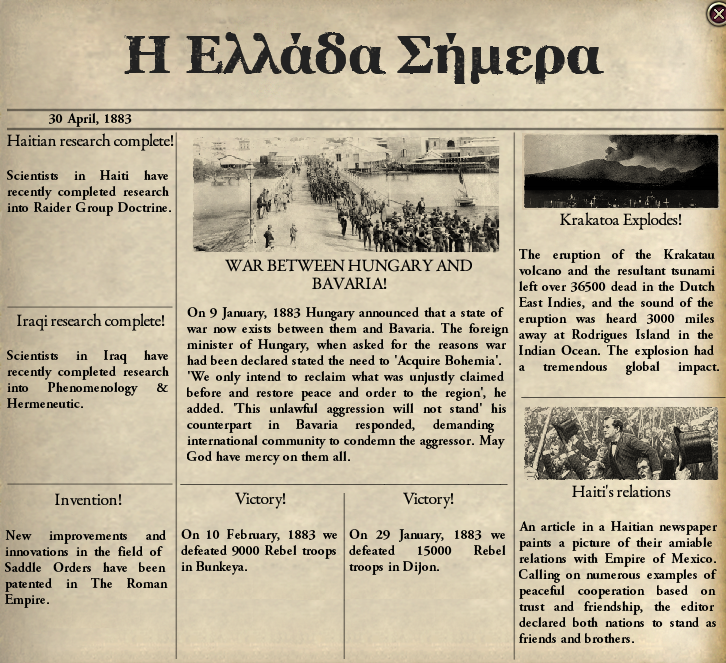 Η Ελλάδα Σήμερα
30 April, 1883
Haitian research complete!
Scientists in Haiti have
recently completed research
into Raider Group Doctrine.
Iraqi research complete!
Scientists in Iraq have
recently completed research
into Phenomenology &
Hermeneutic.
Invention!
New improvements and
innovations in the field of
Saddle Orders have been
patented in The Roman
Empire.
WAR BETWEEN HUNGARY AND
BAVARIA!
On 9 January, 1883 Hungary announced that a state of
war now exists between them and Bavaria. The foreign
minister of Hungary, when asked for the reasons war
had been declared stated the need to 'Acquire Bohemia'.
'We only intend to reclaim what was unjustly claimed
before and restore peace and order to the region', he
added. 'This unlawful aggression will not stand' his
counterpart in Bavaria responded, demanding
international community to condemn the aggressor. May
God have mercy on them all.
Victory!
On 10 February, 1883 we
defeated 9000 Rebel troops
in Bunkeya.
Victory!
On 29 January, 1883 we
defeated 15000 Rebel
troops in Dijon.
Krakatoa Explodes!
The eruption of the Krakatau
volcano and the resultant tsunami
left over 36500 dead in the Dutch
East Indies, and the sound of the
eruption was heard 3000 miles
away at Rodrigues Island in the
Indian Ocean. The explosion had
a tremendous global impact.
Haiti's relations
An article in a Haitian newspaper
paints a picture of their amiable
relations with Empire of Mexico.
Calling on numerous examples of
peaceful cooperation based on
trust and friendship, the editor
declared both nations to stand as
friends and brothers.